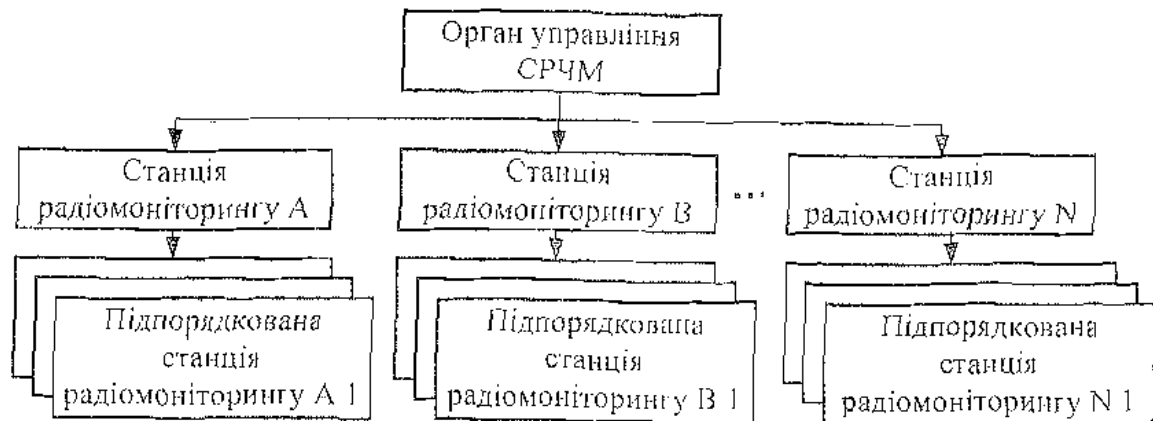 Орган управління
СРЧМ
Станція
радіомоніторингу А
Станція
радіомоніторингу В
...
Станція
радіомоніторингу N
Підпорядкована
станція
радіомоніторингу А 1
Підпорядкована
станція
радіомоніторингу В 1
Підпорядкована
станція
радіомоніторингу N 1